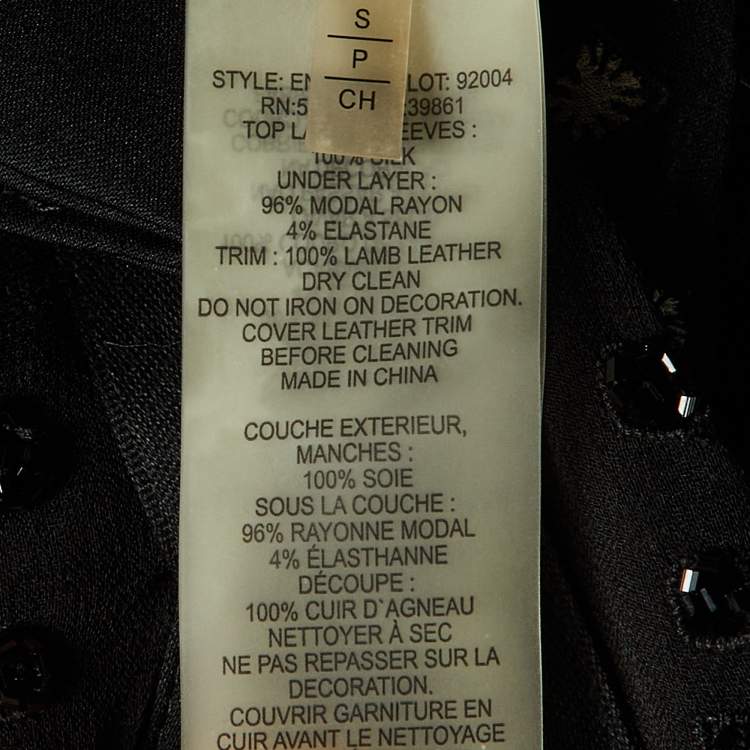 S
P
CH
STYLE: EN LOT: 92004
RN:5 39861
TOP LA EEVES :
100% SILK
UNDER LAYER :
96% MODAL RAYON
4% ELASTANE
TRIM : 100% LAMB LEATHER
DRY CLEAN
DO NOT IRON ON DECORATION.
COVER LEATHER TRIM
BEFORE CLEANING
MADE IN CHINA
COUCHE EXTERIEUR,
MANCHES :
100% SOIE
SOUS LA COUCHE :
96% RAYONNE MODAL
4% ÉLASTHANNE
DÉCOUPE :
100% CUIR D`AGNEAU
NETTOYER À SEC
NE PAS REPASSER SUR LA
DECORATION.
COUVRIR GARNITURE EN
CUIR AVANT LE NETTOYAGE